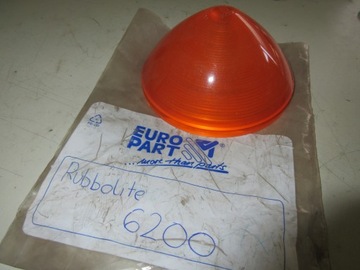 EURO
PART
...more than parts
Rubbolite
6200